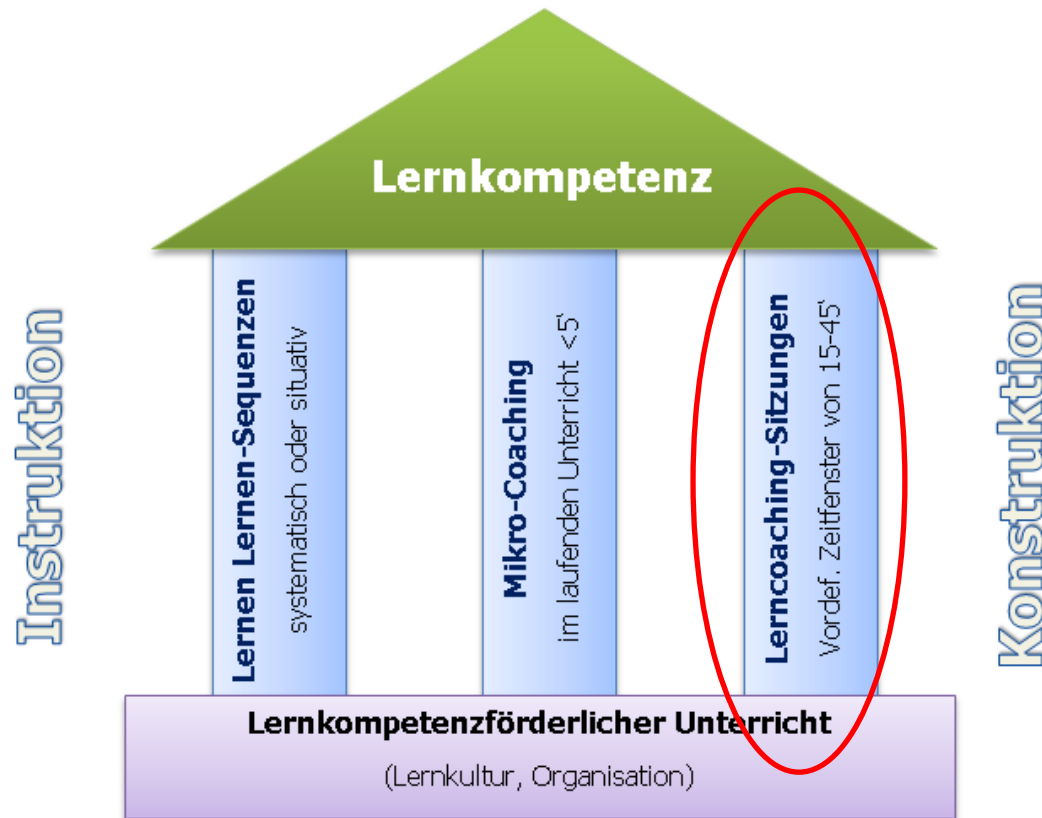 Lernkompetenz
Instruktion
Lernen Lernen-Sequenzen
systematisch oder situativ
Mikro-Coaching
im laufenden Unterricht <5'
Lerncoaching-Sitzungen
Vordef. Zeitfenster von 15-45'
Konstruktion
Lernkompetenzförderlicher Unterricht
(Lernkultur, Organisation)